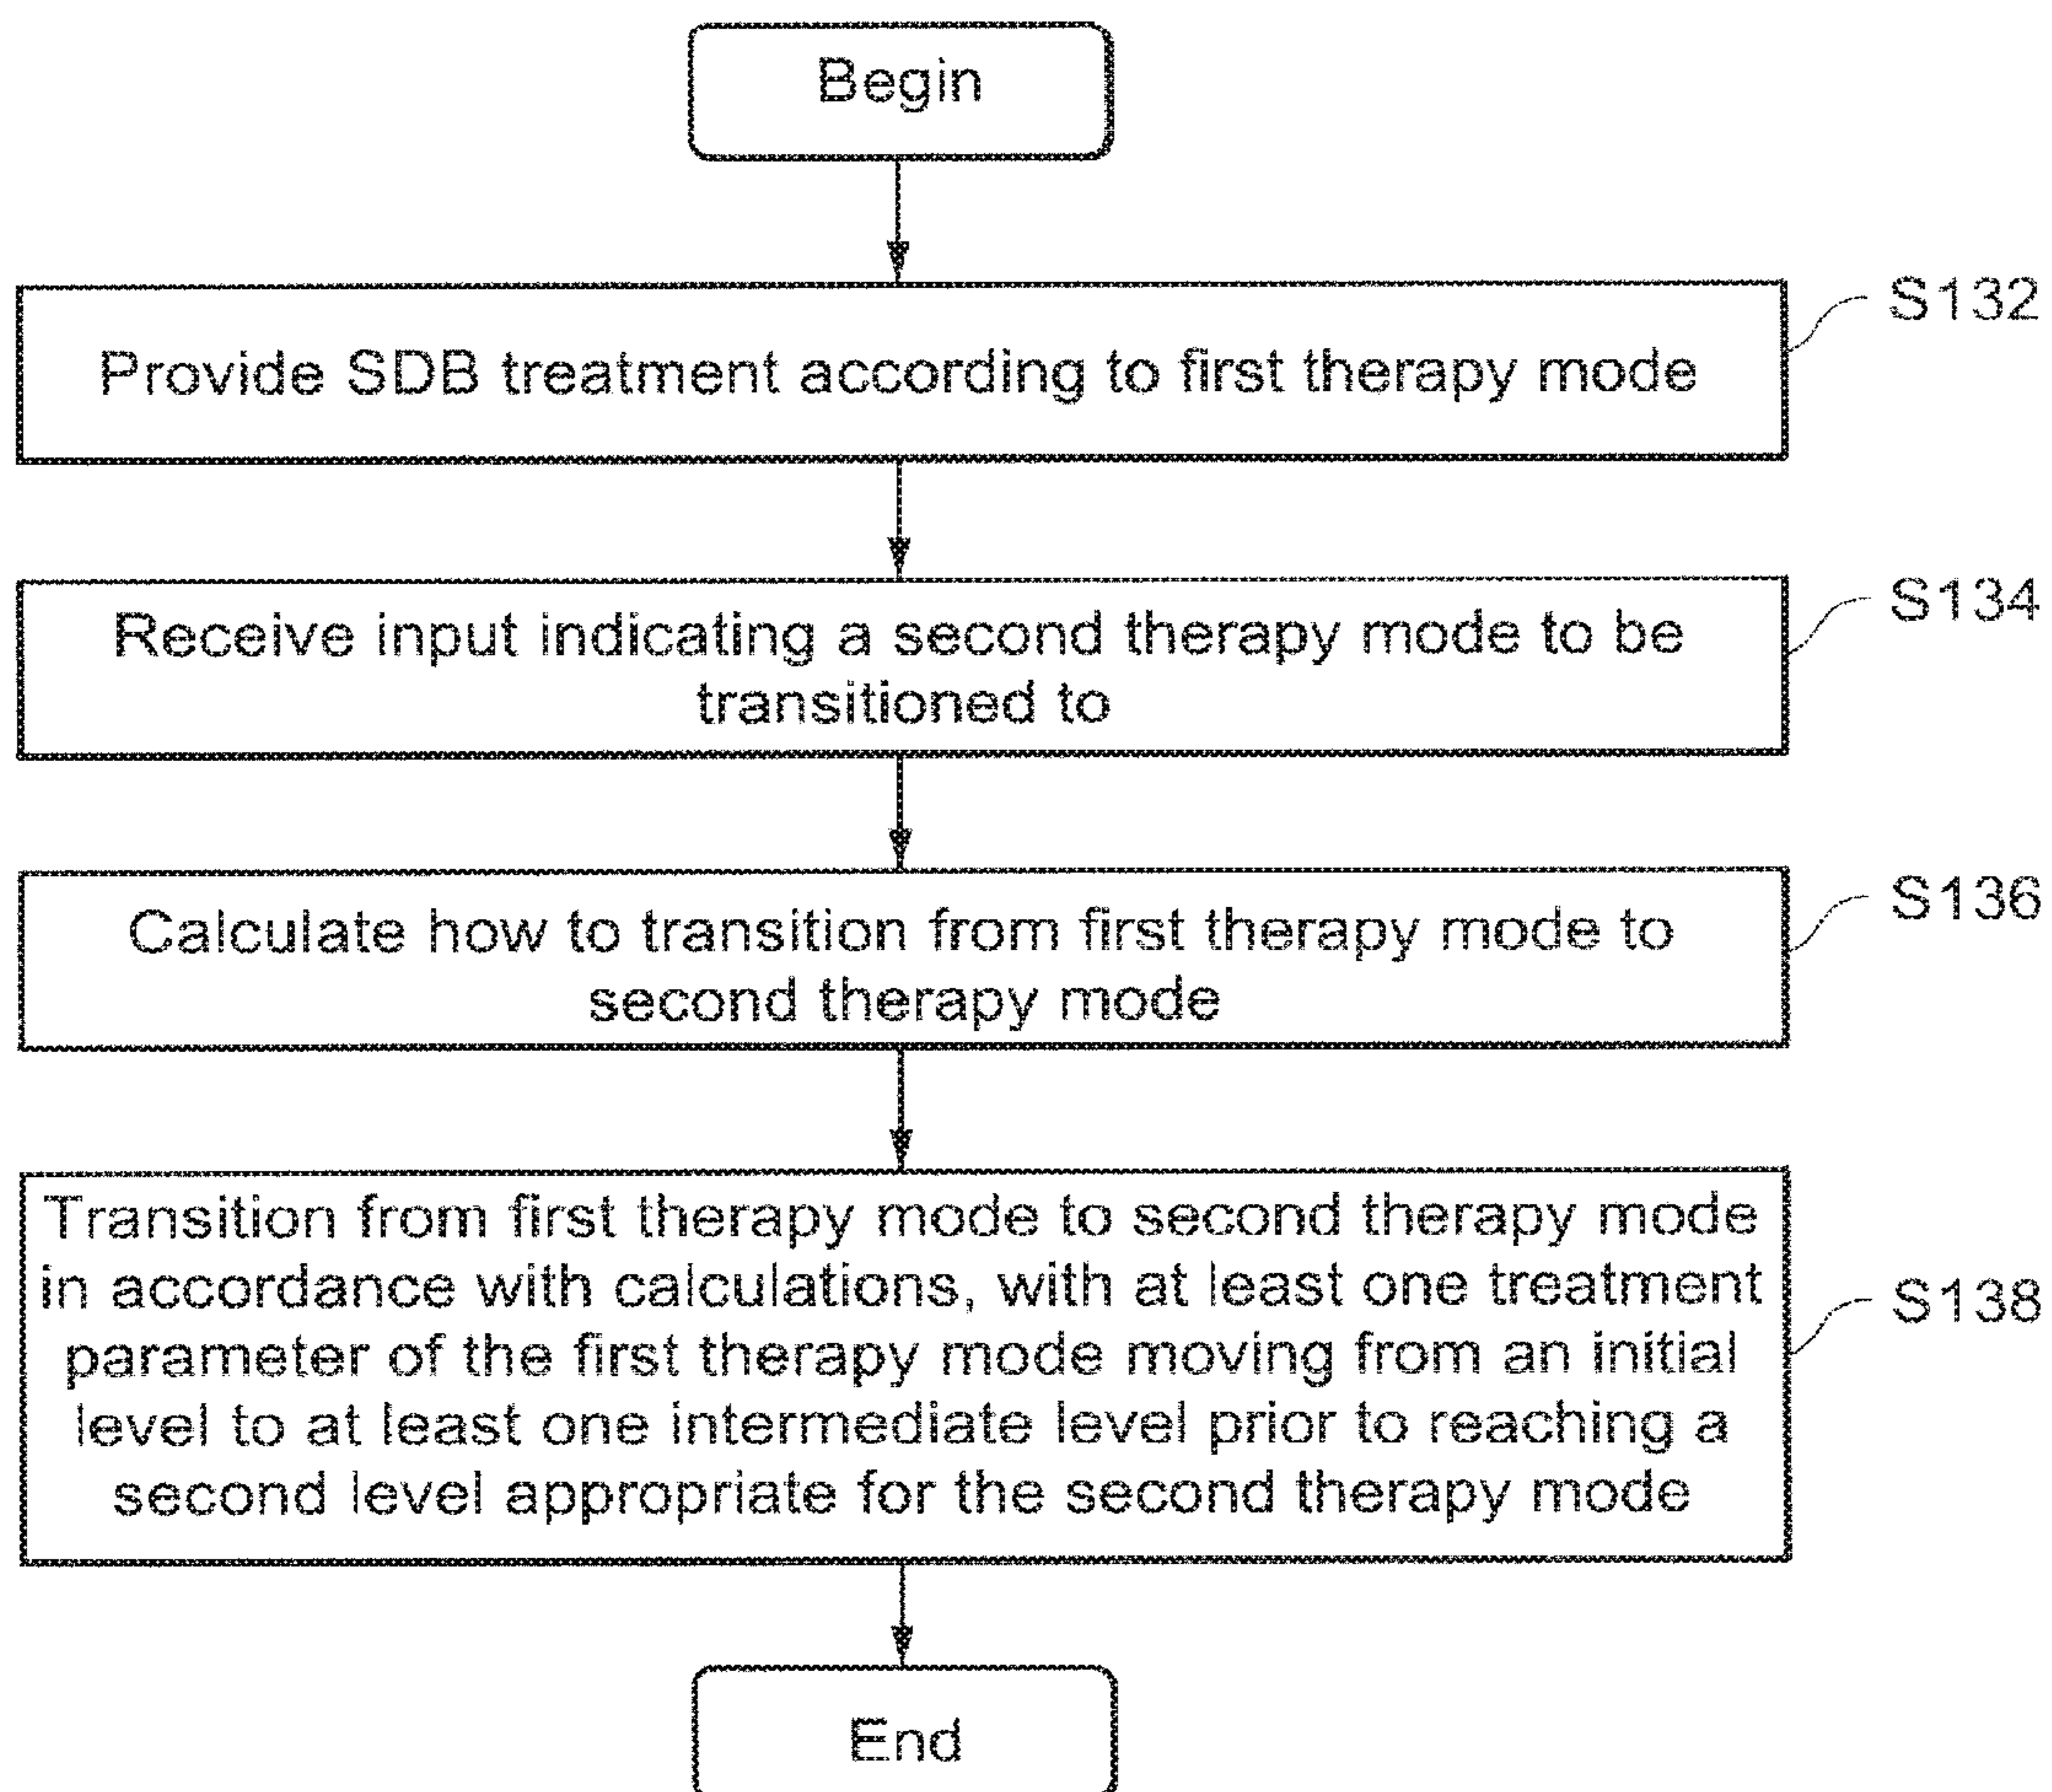 Begin
Provide SDB treatment according to first therapy mode
S132
Receive input indicating a second therapy mode to be
transitioned to
S134
Calculate how to transition from first therapy mode to
second therapy mode
S136
Transition from first therapy mode to second therapy mode
in accordance with calculations, with at least one treatment
parameter of the first therapy mode moving from an initial
level to at least one intermediate level prior to reaching a
second level appropriate for the second therapy mode
S138
End